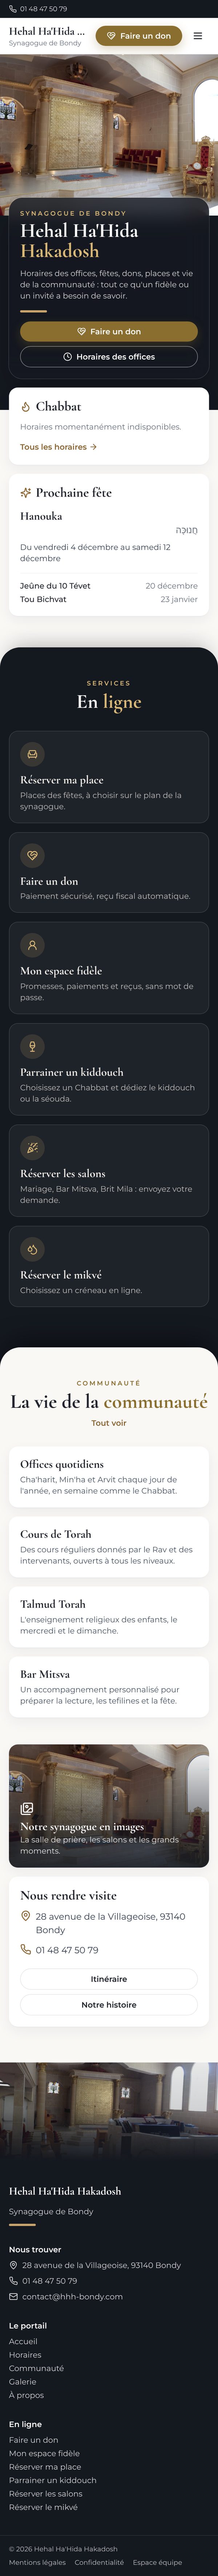 01 48 47 50 79
Hehal Ha'Hida ...
Synagogue de Bondy
Faire un don
SYNAGOGUE DE BONDY
Hehal Ha'Hida
Hakadosh
Horaires des offices, fêtes, dons, places et vie
de la communauté : tout ce qu'un fidèle ou
un invité a besoin de savoir.
Faire un don
Horaires des offices
Chabbat
Horaires momentanément indisponibles.
Tous les horaires →
Prochaine fête
Hanouka
חֲנוּכָּה
Du vendredi 4 décembre au samedi 12
décembre
Jeûne du 10 Tévet 20 décembre
Tou Bichvat 23 janvier
SERVICES
En ligne
Réserver ma place
Places des fêtes, à choisir sur le plan de la
synagogue.
Faire un don
Paiement sécurisé, reçu fiscal automatique.
Mon espace fidèle
Promesses, paiements et reçus, sans mot de
passe.
Parrainer un kiddouch
Choisissez un Chabbat et dédiez le kiddouch
ou la séouda.
Réserver les salons
Mariage, Bar Mitsva, Brit Mila : envoyez votre
demande.
Réserver le mikvé
Choisissez un créneau en ligne.
COMMUNAUTÉ
La vie de la communauté
Tout voir
Offices quotidiens
Cha'harit, Min'ha et Arvit chaque jour de
l'année, en semaine comme le Chabbat.
Cours de Torah
Des cours réguliers donnés par le Rav et des
intervenants, ouverts à tous les niveaux.
Talmud Torah
L'enseignement religieux des enfants, le
mercredi et le dimanche.
Bar Mitsva
Un accompagnement personnalisé pour
préparer la lecture, les tefilines et la fête.
Notre synagogue en images
La salle de prière, les salons et les grands
moments.
Nous rendre visite
28 avenue de la Villageoise, 93140
Bondy
01 48 47 50 79
Itinéraire
Notre histoire
Hehal Ha'Hida Hakadosh
Synagogue de Bondy
Nous trouver
28 avenue de la Villageoise, 93140 Bondy
01 48 47 50 79
contact@hhh-bondy.com
Le portail
Accueil
Horaires
Communauté
Galerie
À propos
En ligne
Faire un don
Mon espace fidèle
Réserver ma place
Parrainer un kiddouch
Réserver les salons
Réserver le mikvé
© 2026 Hehal Ha'Hida Hakadosh
Mentions légales Confidentialité Espace équipe